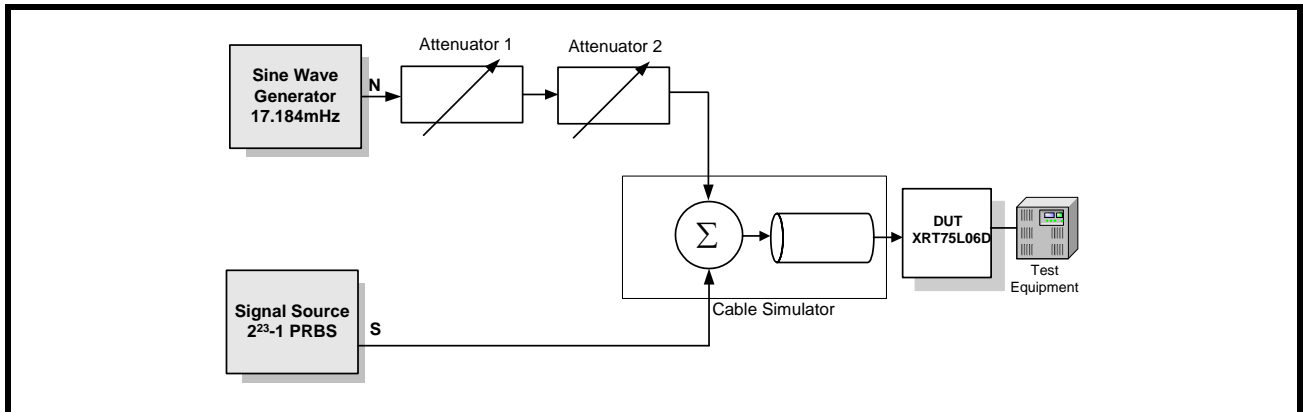 Attenuator 1
Attenuator 2
Sine Wave
Generator
17.184mHz
N
Σ
DUT
XRT75L06D
Test
Equipment
Cable Simulator
Signal Source
2²³-1 PRBS
S